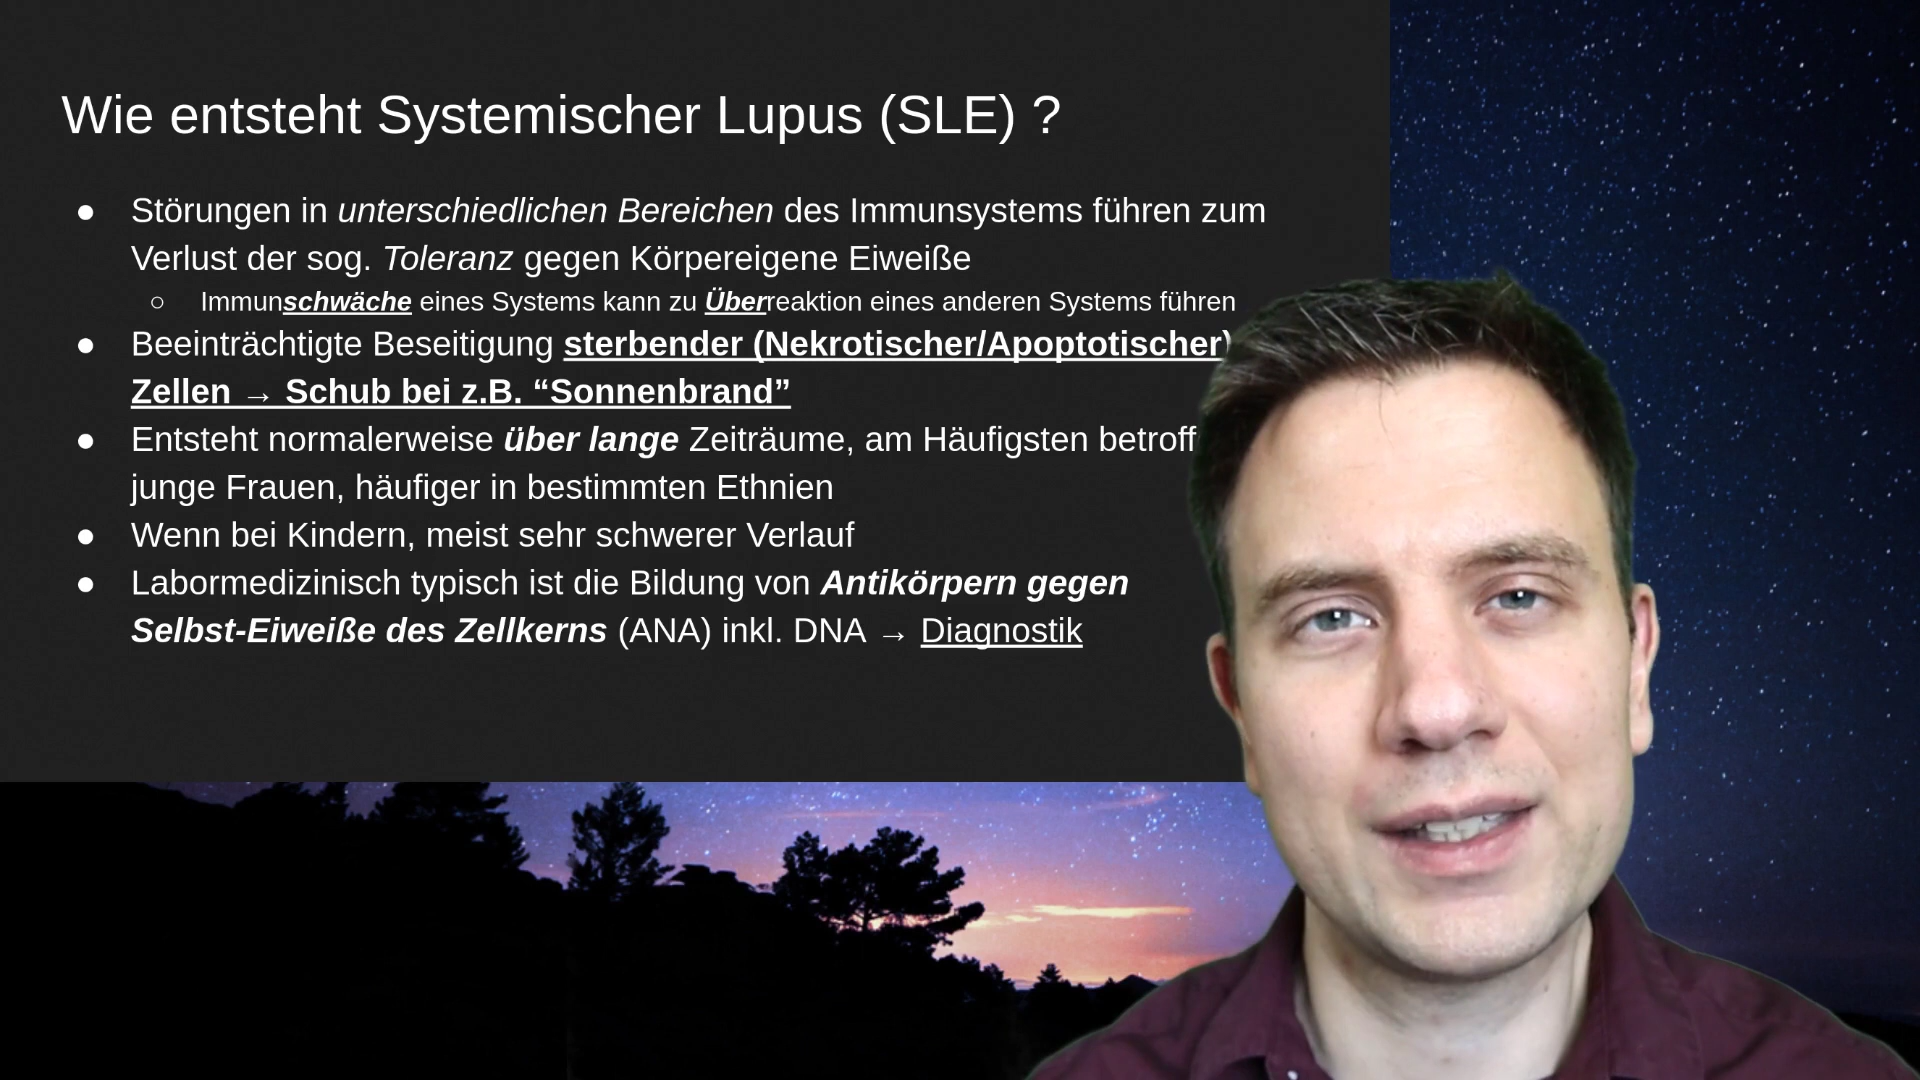 Wie entsteht Systemischer Lupus (SLE) ?
● Störungen in unterschiedlichen Bereichen des Immunsystems führen zum
Verlust der sog. Toleranz gegen Körpereigene Eiweiße
○ Immunschwäche eines Systems kann zu Überreaktion eines anderen Systems führen
● Beeinträchtigte Beseitigung sterbender (Nekrotischer/Apoptotischer)
Zellen → Schub bei z.B. “Sonnenbrand”
● Entsteht normalerweise über lange Zeiträume, am Häufigsten betroff
junge Frauen, häufiger in bestimmten Ethnien
● Wenn bei Kindern, meist sehr schwerer Verlauf
● Labormedizinisch typisch ist die Bildung von Antikörpern gegen
Selbst-Eiweiße des Zellkerns (ANA) inkl. DNA → Diagnostik